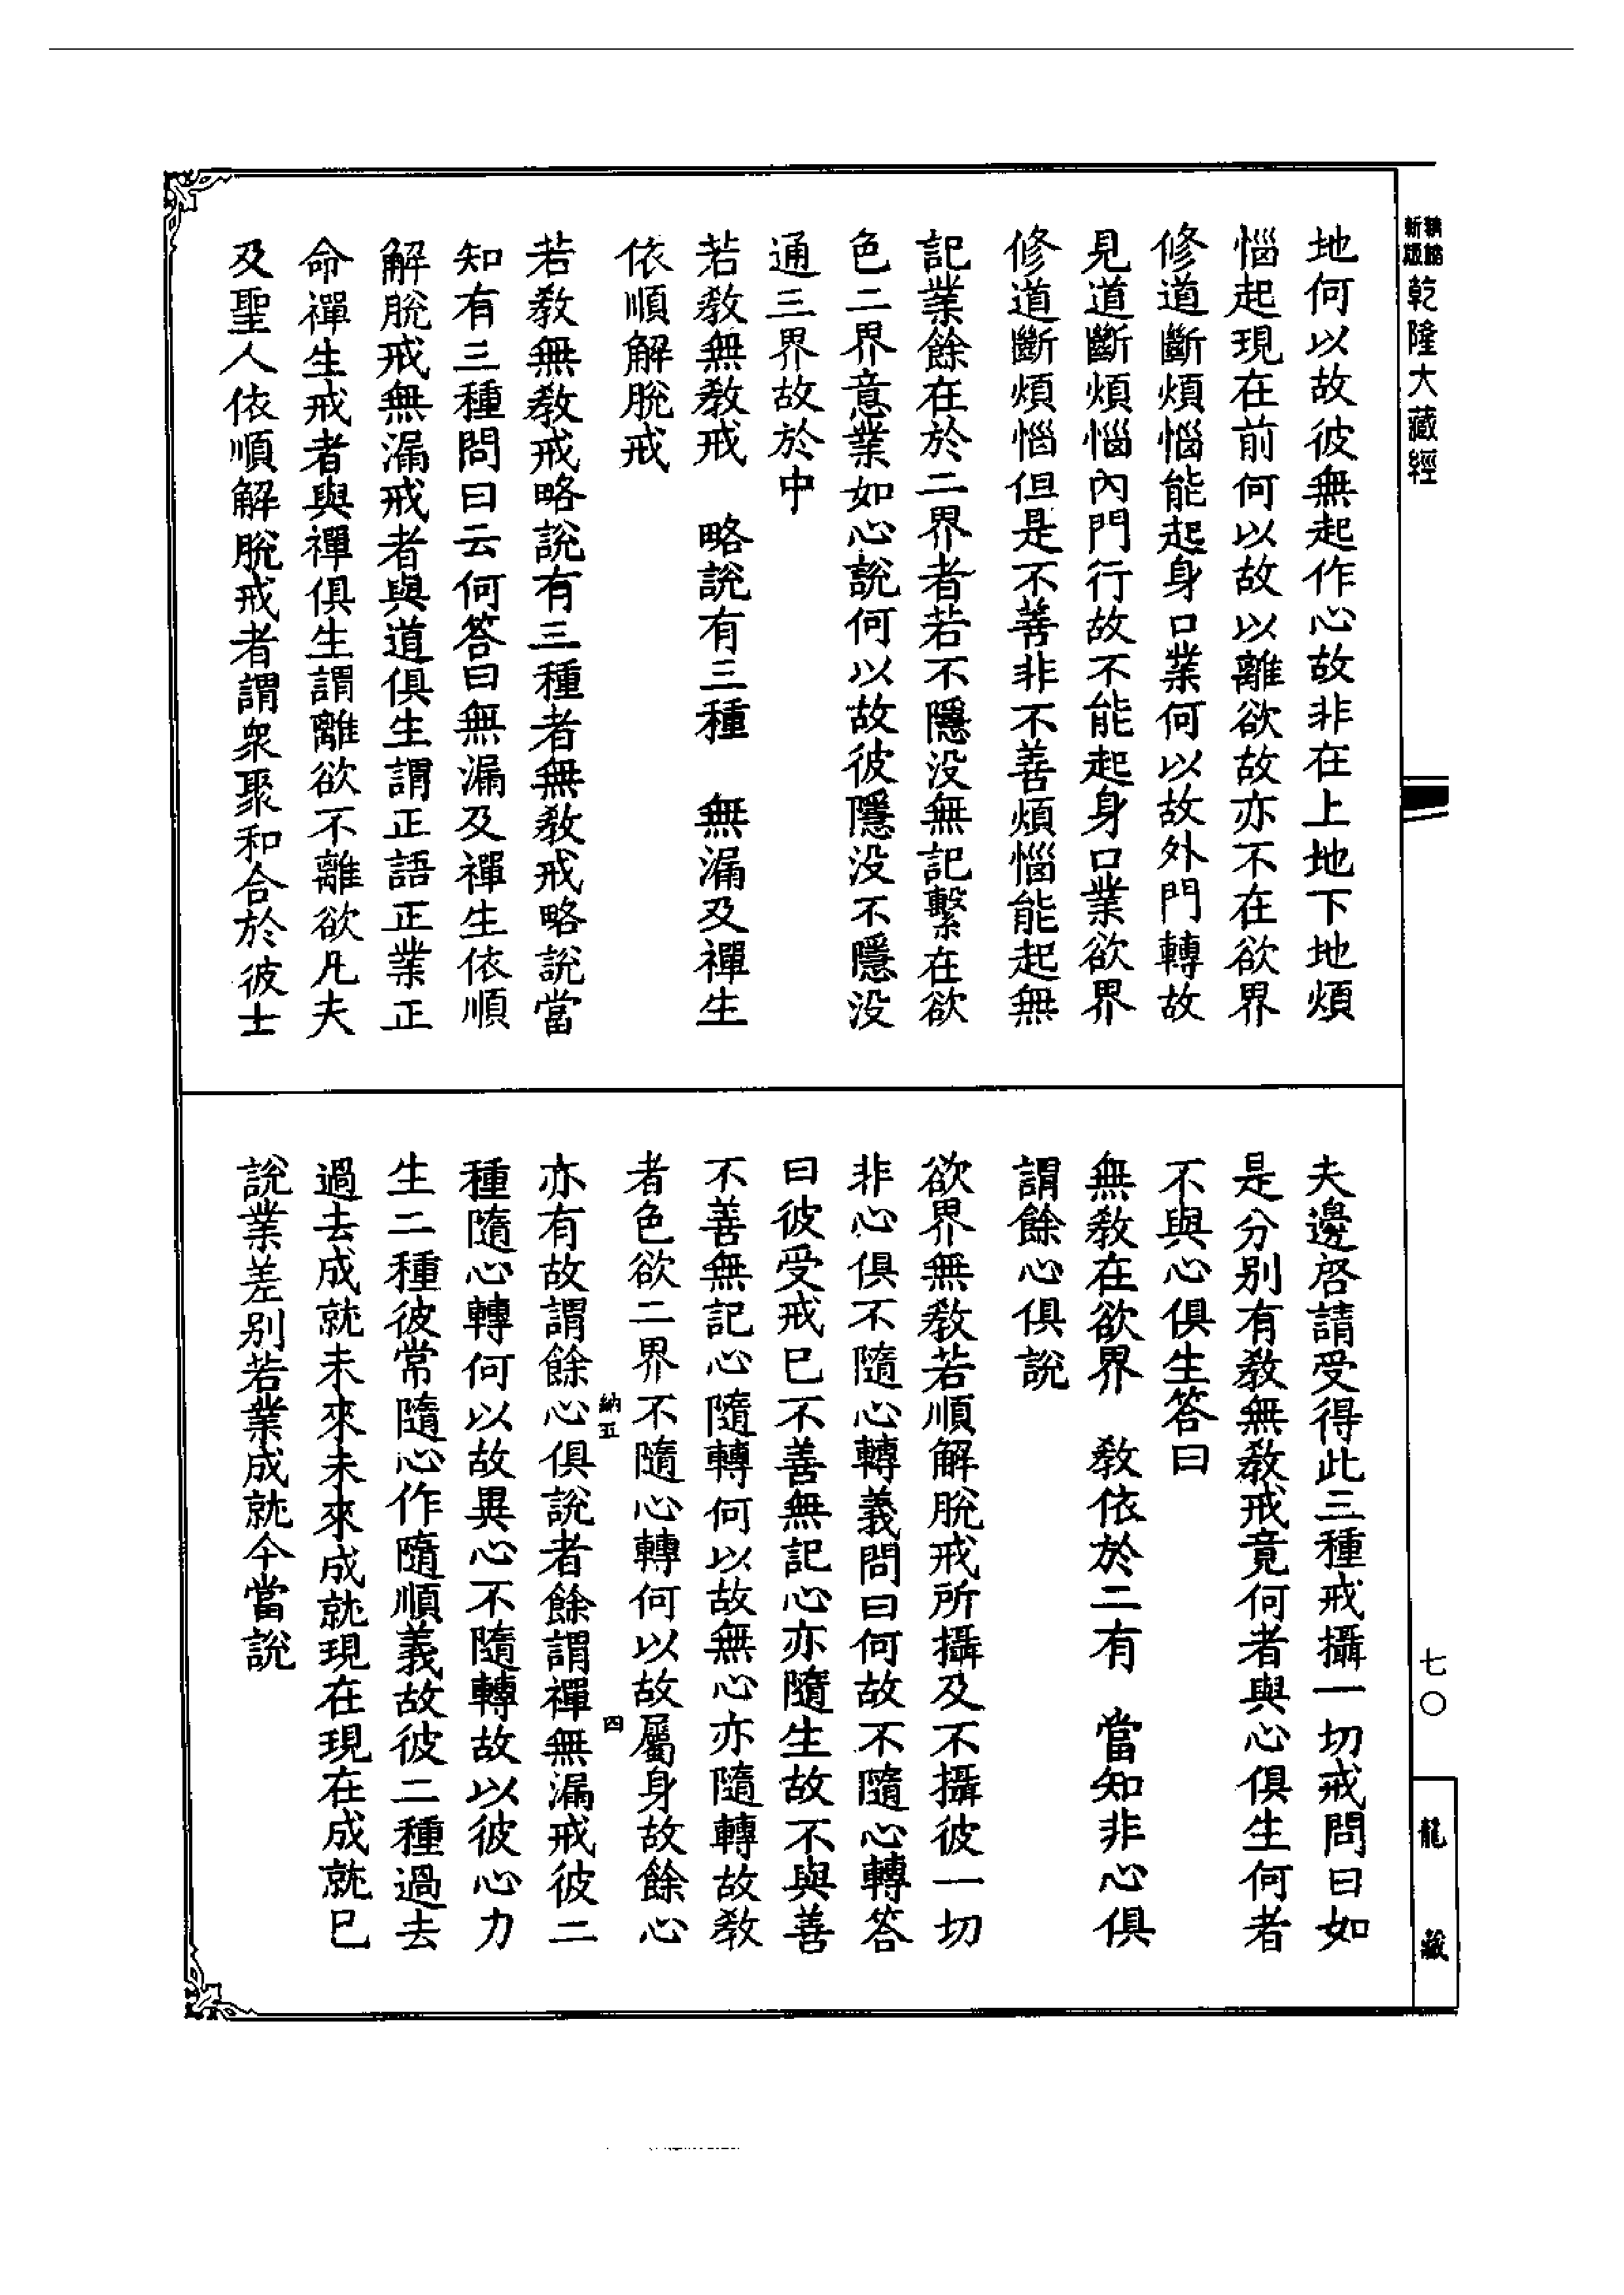 新版精縮乾隆大藏經
地何以故彼無起作心故非在上地下地煩
惱起現在前何以故以離欲故亦不在欲界
修道斷煩惱能起身口業何以故外門轉故
見道斷煩惱內門行故不能起身口業欲界
修道斷煩惱但是不善非不善煩惱能起無
記業餘在於二界者若不隱没無記繫在欲
色二界意業如心說何以故彼隱没不隱没
通三界故於中
若教無教戒 略說有三種 無漏及禪生
依順解脫戒
若教無教戒略說有三種者無教戒略說當
知有三種問曰云何答曰無漏及禪生依順
解脫戒無漏戒者與道俱生謂正語正業正
命禪生戒者與禪俱生謂離欲不離欲凡夫
及聖人依順解脫戒者謂衆聚和合於彼士
夫邊啓請受得此三種戒攝一切戒問曰如
是分别有教無教戒竟何者與心俱生何者
不與心俱生答曰
無教在欲界 教依於二有 當知非心俱
謂餘心俱說
欲界無教若順解脫戒所攝及不攝彼一切
非心俱不隨心轉義問曰何故不隨心轉答
曰彼受戒已不善無記心亦隨生故不與善
不善無記心隨轉何以故無心亦隨轉故教
者色欲二界不隨心轉何以故屬身故餘心
納五 四
亦有故謂餘心俱說者餘謂禪無漏戒彼二
種隨心轉何以故異心不隨轉故以彼心力
生二種彼常隨心作隨順義故彼二種過去
過去成就未來未來成就現在現在成就已
說業差别若業成就今當說
七〇
龍藏